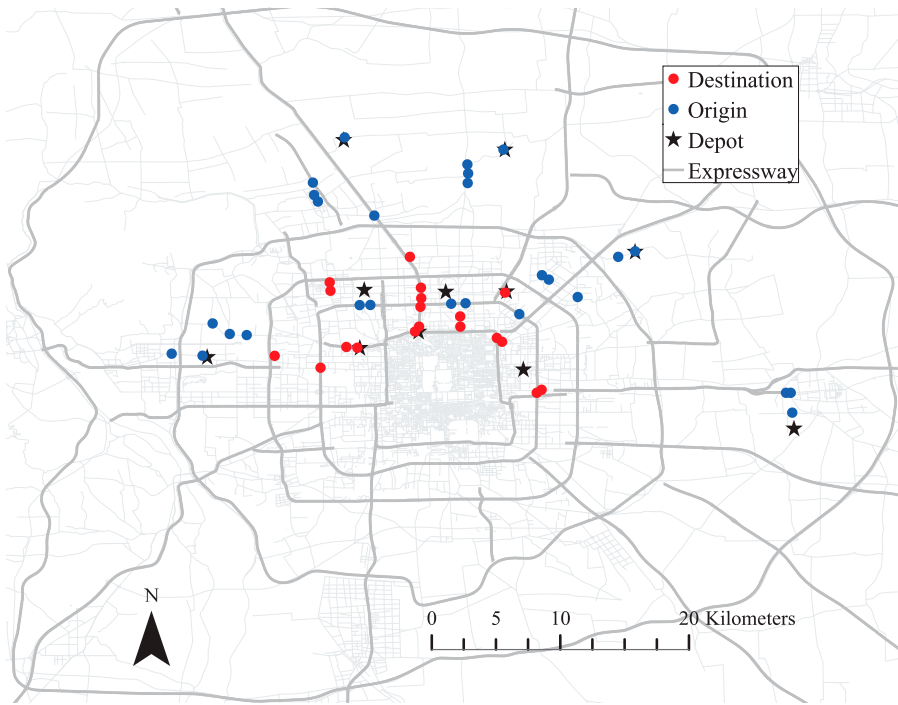 Destination
Origin
Depot
Expressway
N
0 5 10 20 Kilometers